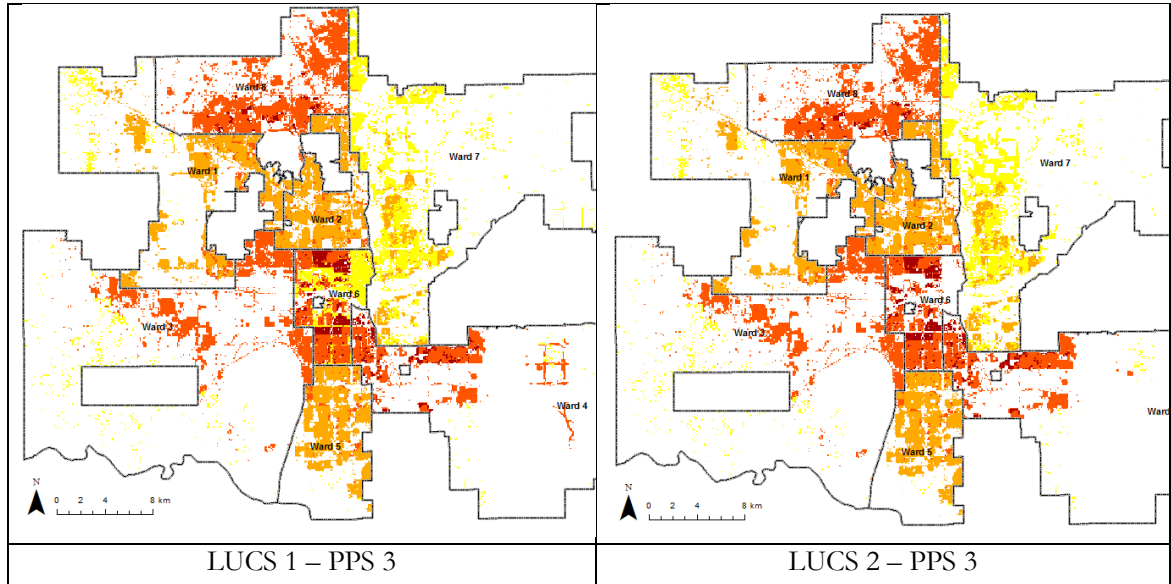 Ward 8
Ward 7
Ward 1
Ward 2
Ward 6
Ward 3
Ward 4
Ward 5
N
0 2 4 8 km
LUCS 1 – PPS 3
Ward 8
Ward 7
Ward 1
Ward 2
Ward 6
Ward 3
Ward
Ward 5
N
0 2 4 8 km
LUCS 2 – PPS 3